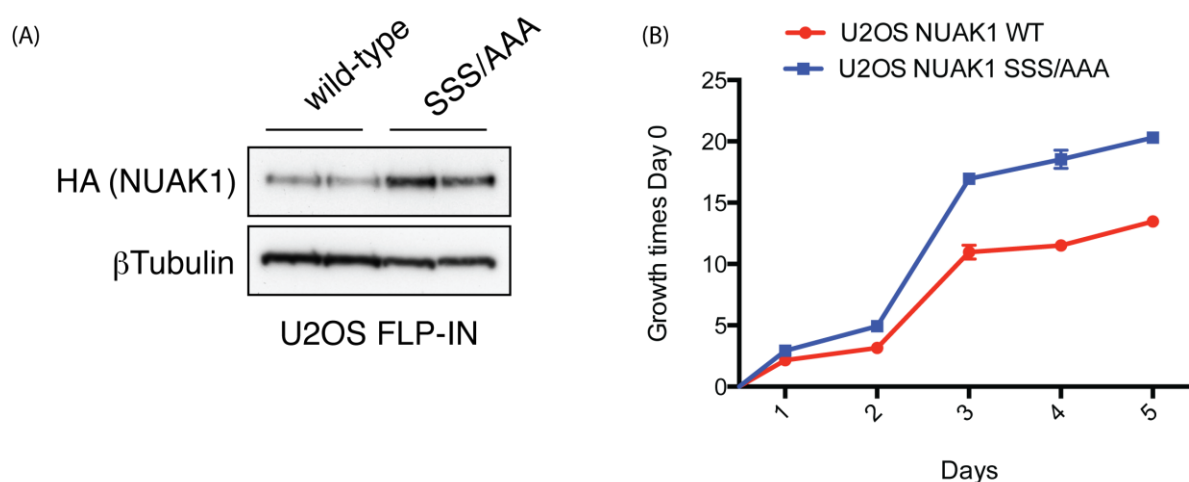 (A)
wild-type
SSS/AAA
HA (NUAK1)
βTubulin
U2OS FLP-IN
(B)
U2OS NUAK1 WT
U2OS NUAK1 SSS/AAA
Growth times Day 0
25
20
15
10
5
0
1 2 3 4 5
Days